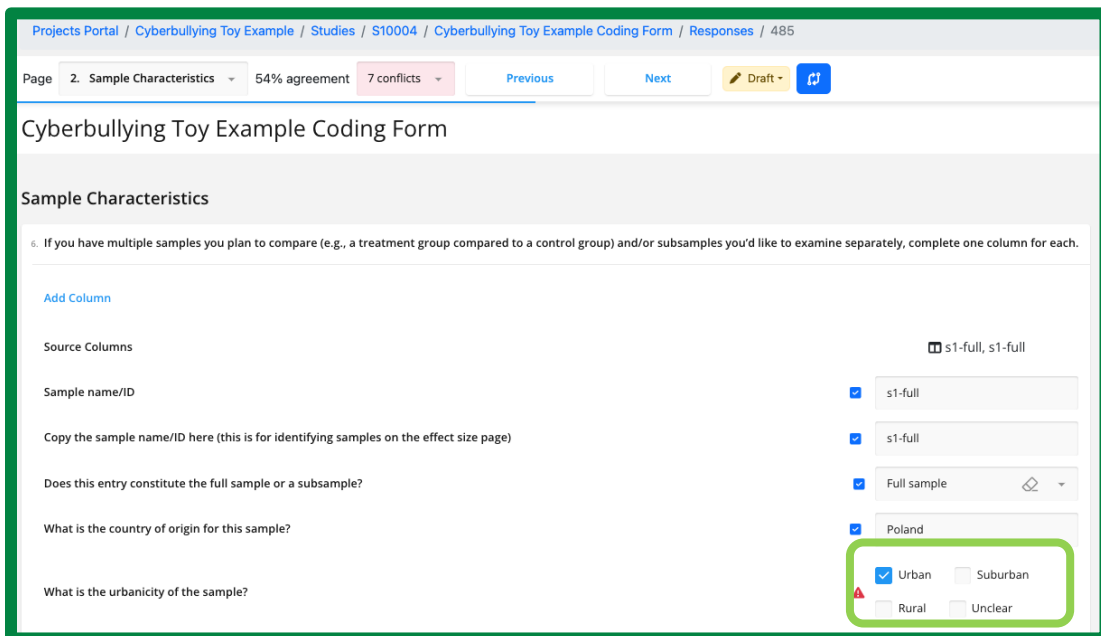 Projects Portal / Cyberbullying Toy Example / Studies / S10004 / Cyberbullying Toy Example Coding Form / Responses / 485
Page 2. Sample Characteristics 54% agreement 7 conflicts Previous Next Draft
Cyberbullying Toy Example Coding Form
Sample Characteristics
6. If you have multiple samples you plan to compare (e.g., a treatment group compared to a control group) and/or subsamples you’d like to examine separately, complete one column for each.
Add Column
Source Columns s1-full, s1-full
Sample name/ID s1-full
Copy the sample name/ID here (this is for identifying samples on the effect size page) s1-full
Does this entry constitute the full sample or a subsample? Full sample
What is the country of origin for this sample? Poland
Urban Suburban
What is the urbanicity of the sample?
Rural Unclear